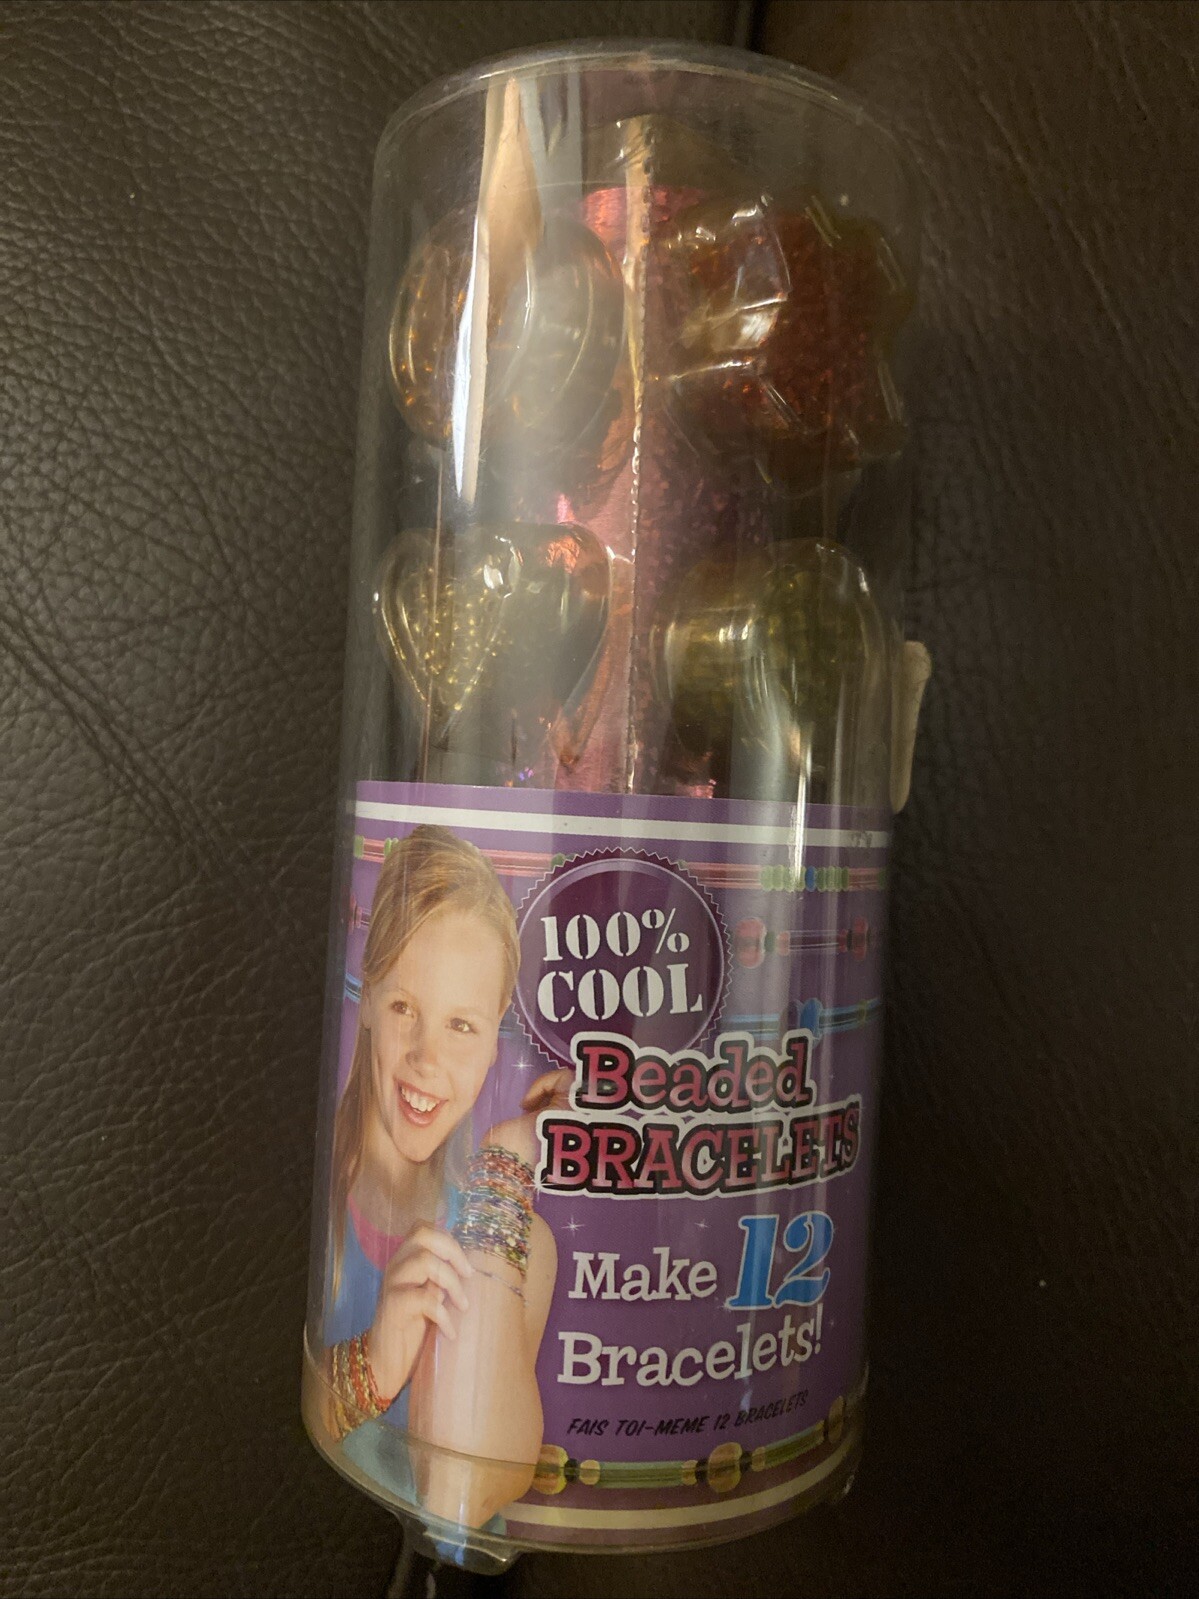 100%
COOL
Beaded
BRACELETS
Make 12
Bracelets!
FAIS TOI-MEME 12 BRACELETS